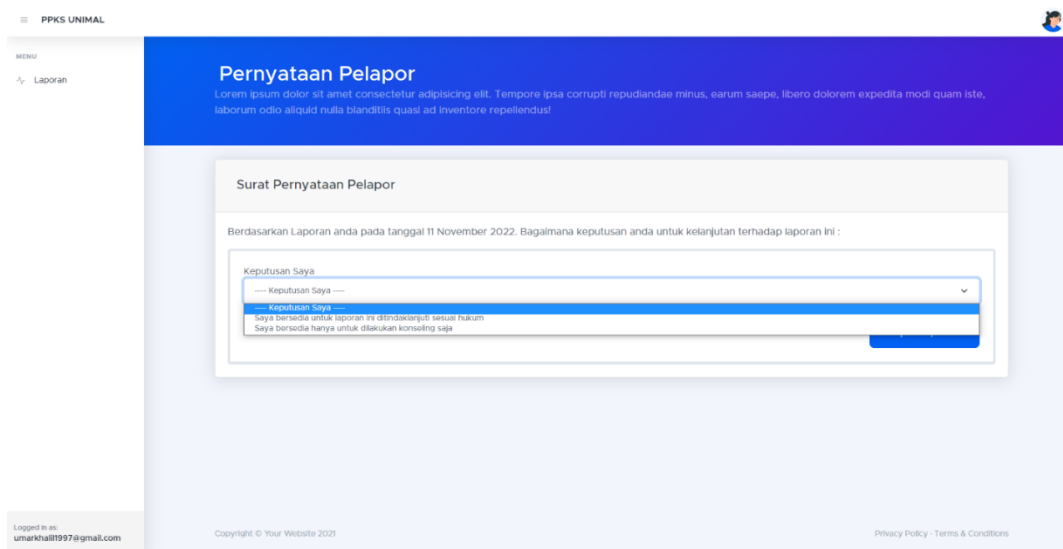 PPKS UNIMAL
MENU
Laporan
Pernyataan Pelapor
Lorem ipsum dolor sit amet consectetur adipisicing elit. Tempore ipsa corrupti repudiandae minus, earum saepe, libero dolorem expedita modi quam iste,
laborum odio aliquid nulla blanditiis quasi ad inventore repellendus!
Surat Pernyataan Pelapor
Berdasarkan Laporan anda pada tanggal 11 November 2022. Bagaimana keputusan anda untuk kelanjutan terhadap laporan ini :
Keputusan Saya
---- Keputusan Saya ----
---- Keputusan Saya ----
Saya bersedia untuk laporan ini ditindaklanjuti sesuai hukum
Saya bersedia hanya untuk dilakukan konseling saja
Logged in as:
umarkhalil1997@gmail.com
Copyright © Your Website 2021
Privacy Policy · Terms & Conditions